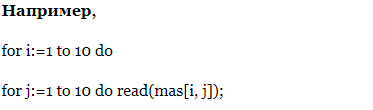 Например,
for i:=1 to 10 do
for j:=1 to 10 do read(mas[i, j]);